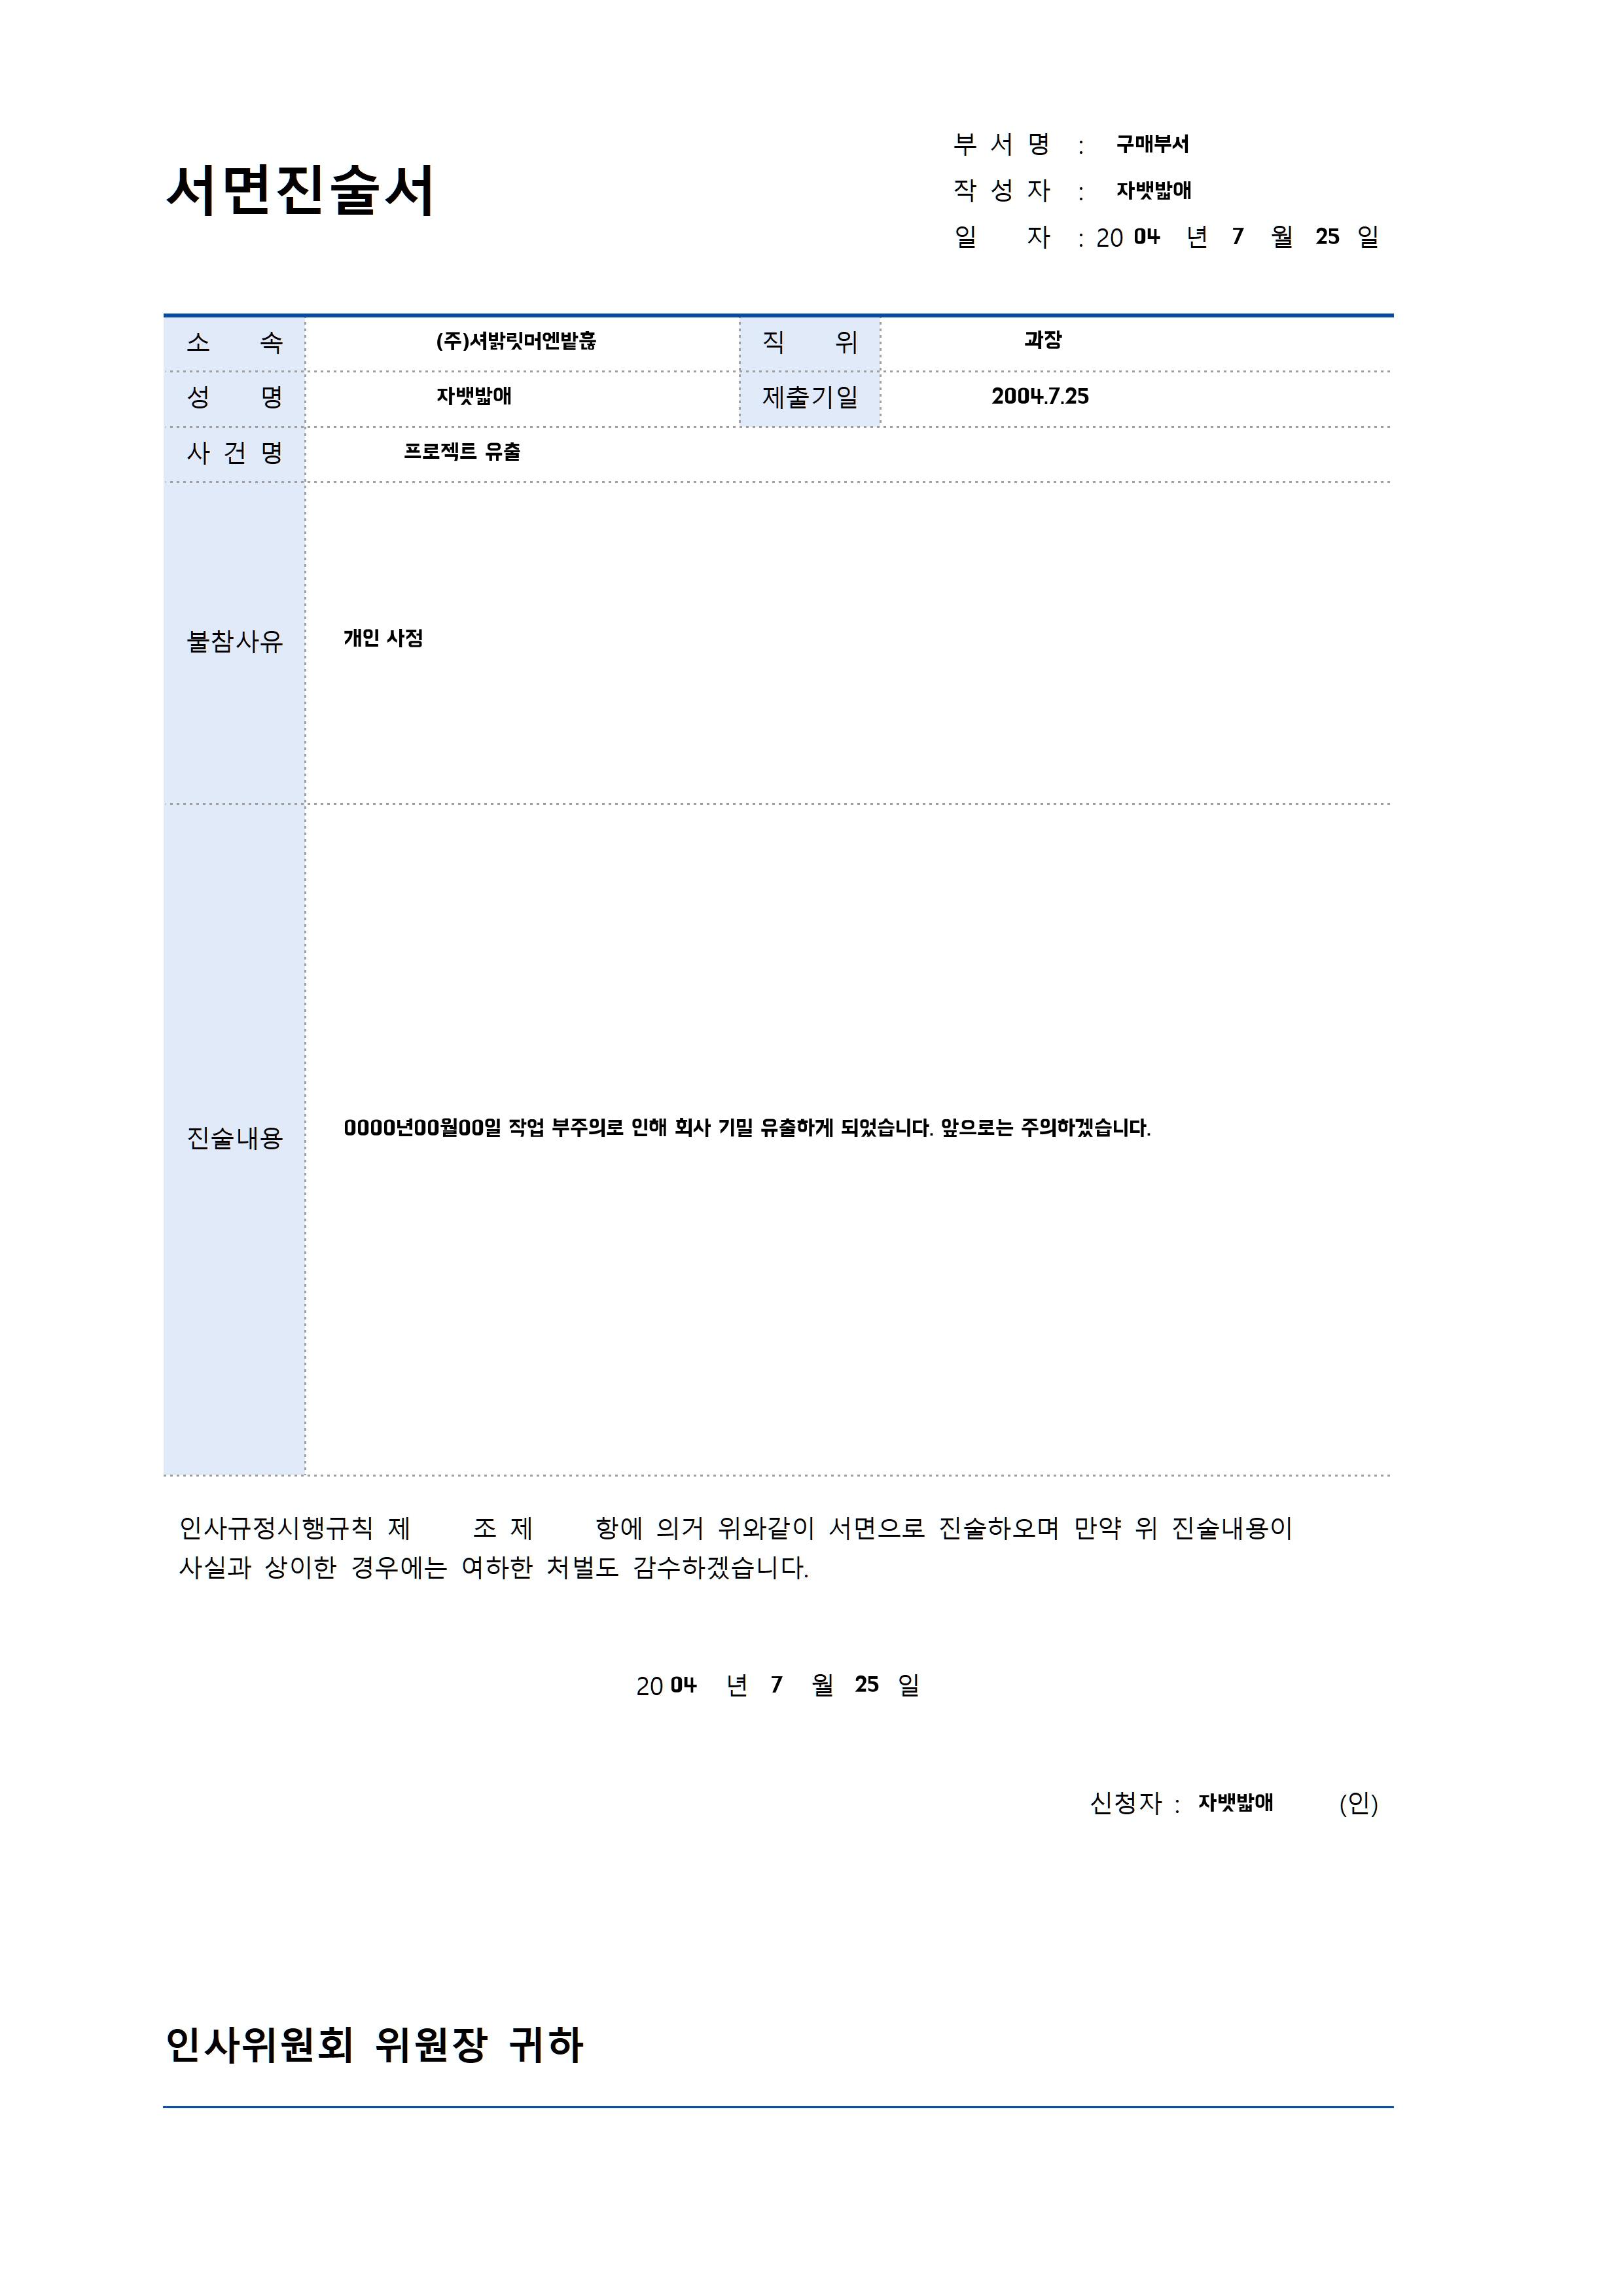 서면진술서
부 서 명 : 구매부서
작 성 자 : 자뱃밟애
일 자 : 20 04 년 7 월 25 일
소 속 (주)셔밝릿머엔밭흖 직 위 과장
성 명 자뱃밟애 제출기일 2004.7.25
사 건 명 프로젝트 유출
불참사유 개인 사정
진술내용 0000년00월00일 작업 부주의로 인해 회사 기밀 유출하게 되었습니다. 앞으로는 주의하겠습니다.
인사규정시행규칙 제 조 제 항에 의거 위와같이 서면으로 진술하오며 만약 위 진술내용이
사실과 상이한 경우에는 여하한 처벌도 감수하겠습니다.
20 04 년 7 월 25 일
신청자 : 자뱃밟애 (인)
인사위원회 위원장 귀하